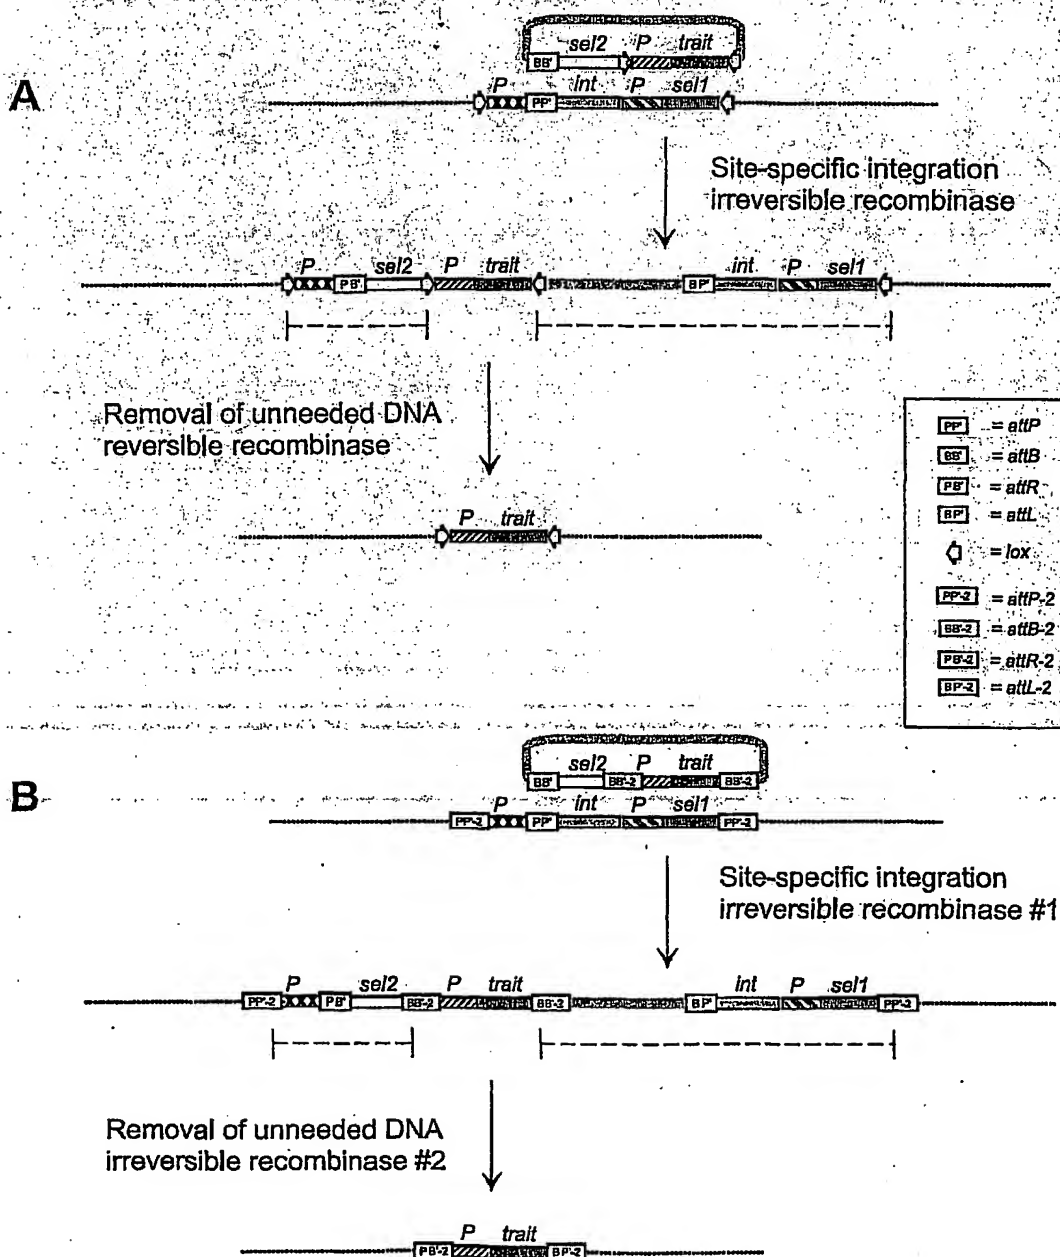 A
sel2 P trait
BB'
P int P sel1
PP'
Site-specific integration
irreversible recombinase
P sel2 P trait int P sel1
PB' BP'
Removal of unneeded DNA
reversible recombinase
P trait
PP' = attP
BB' = attB
PB' = attR
BP' = attL
= lox
PP'-2 = attP-2
BB'-2 = attB-2
PB'-2 = attR-2
BP'-2 = attL-2
B
sel2 P trait
BB' BB'-2 BB'-2
P int P sel1
PP'-2 PP' PP'-2
Site-specific integration
irreversible recombinase #1
P sel2 P trait int P sel1
PP'-2 PB' BB'-2 BB'-2 BP' PP'-2
Removal of unneeded DNA
irreversible recombinase #2
P trait
PB'-2 BP'-2